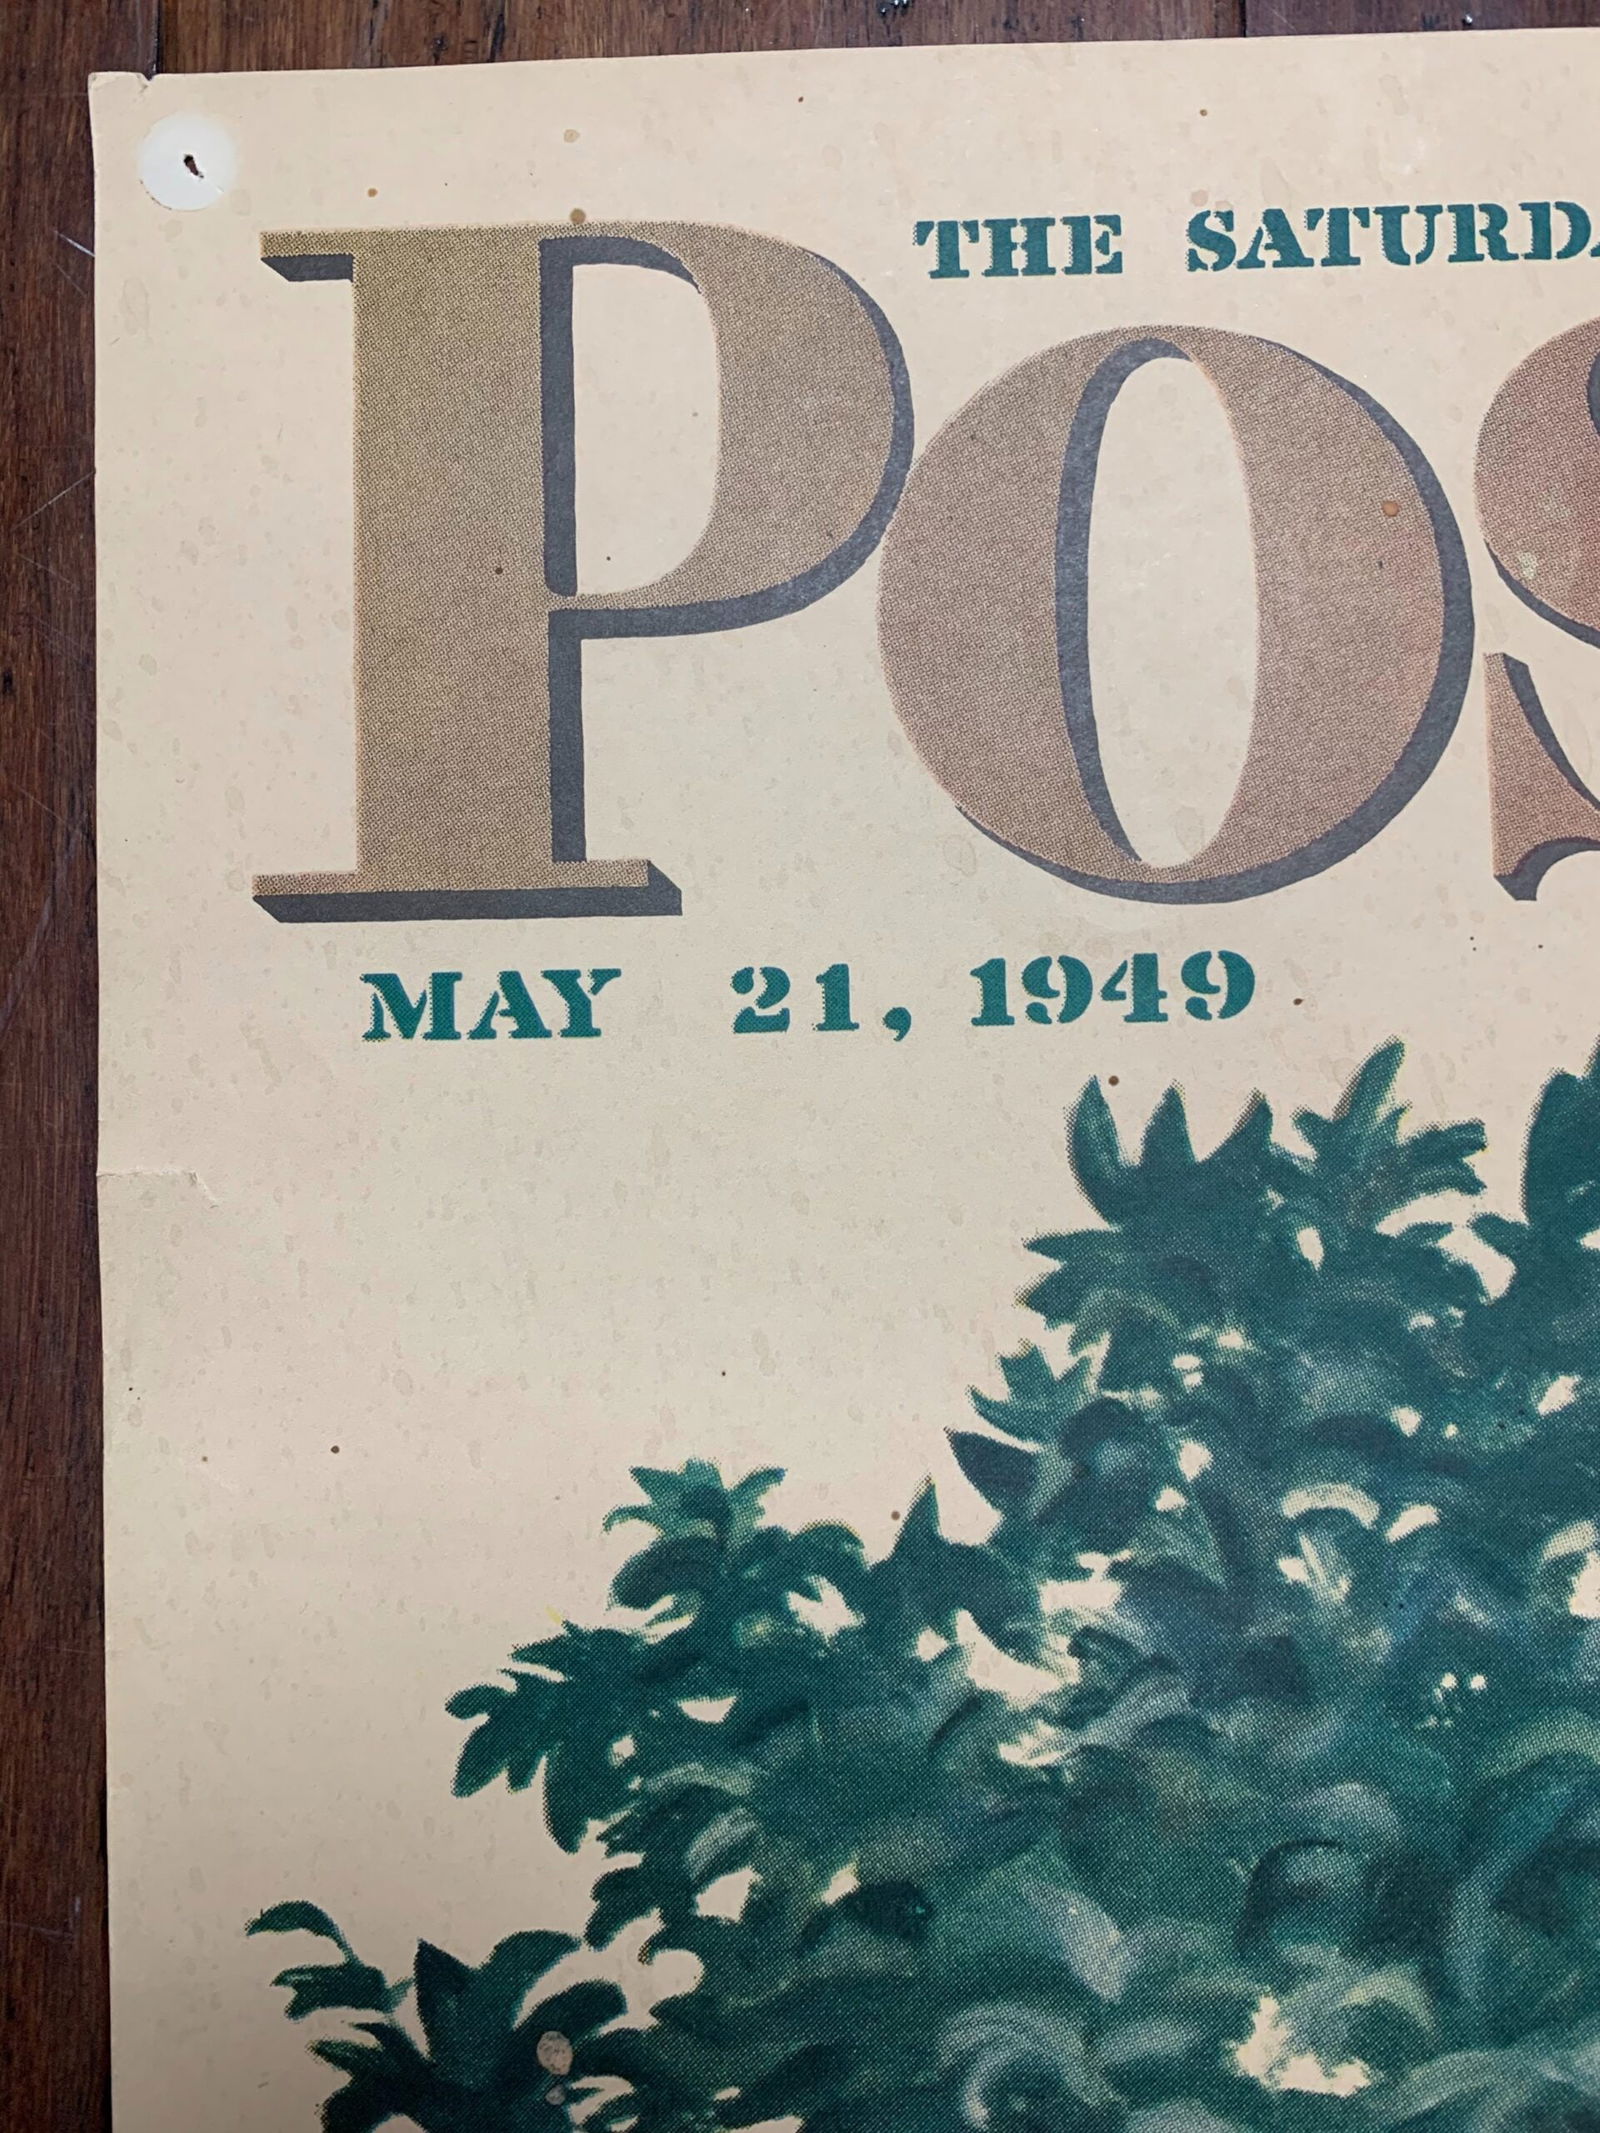 THE SATURDA
POS
MAY 21, 1949